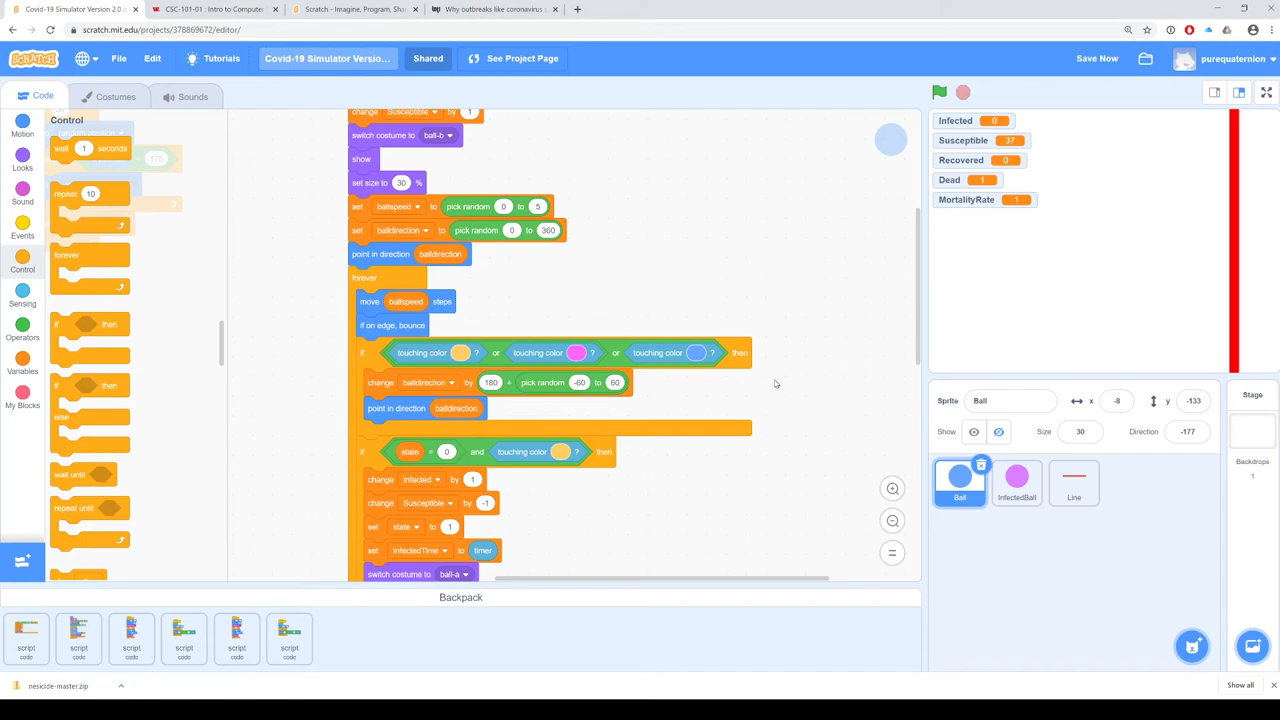 Covid-19 Simulator Version 2.0
CSC-101-01 : Intro to Computer
Scratch - Imagine, Program, Sha
Why outbreaks like coronavirus
scratch.mit.edu/projects/378869672/editor/
SCRATCH
File
Edit
Tutorials
Covid-19 Simulator Versio...
Shared
See Project Page
Save Now
purequaternion
Code
Costumes
Sounds
Motion
Looks
Sound
Events
Control
Sensing
Operators
Variables
My Blocks
Control
wait 1 seconds
repeat 10
forever
if then
if then
else
wait until
repeat until
change Susceptible by 1
switch costume to ball-b
show
set size to 30 %
set ballspeed to pick random 0 to 5
set balldirection to pick random 0 to 360
point in direction balldirection
forever
move ballspeed steps
if on edge, bounce
if touching color ? or touching color ? or touching color ? then
change balldirection by 180 + pick random -60 to 60
point in direction balldirection
if state = 0 and touching color ? then
change Infected by 1
change Susceptible by -1
set state to 1
set InfectedTime to timer
switch costume to ball-a
Infected 0
Susceptible 37
Recovered 0
Dead 1
MortalityRate 1
Sprite Ball x -8 y -133
Show Size 30 Direction -177
Ball
InfectedBall
Line
Stage
Backdrops
1
Backpack
script
code
script
code
script
code
script
code
script
code
script
code
nesicide-master.zip
Show all